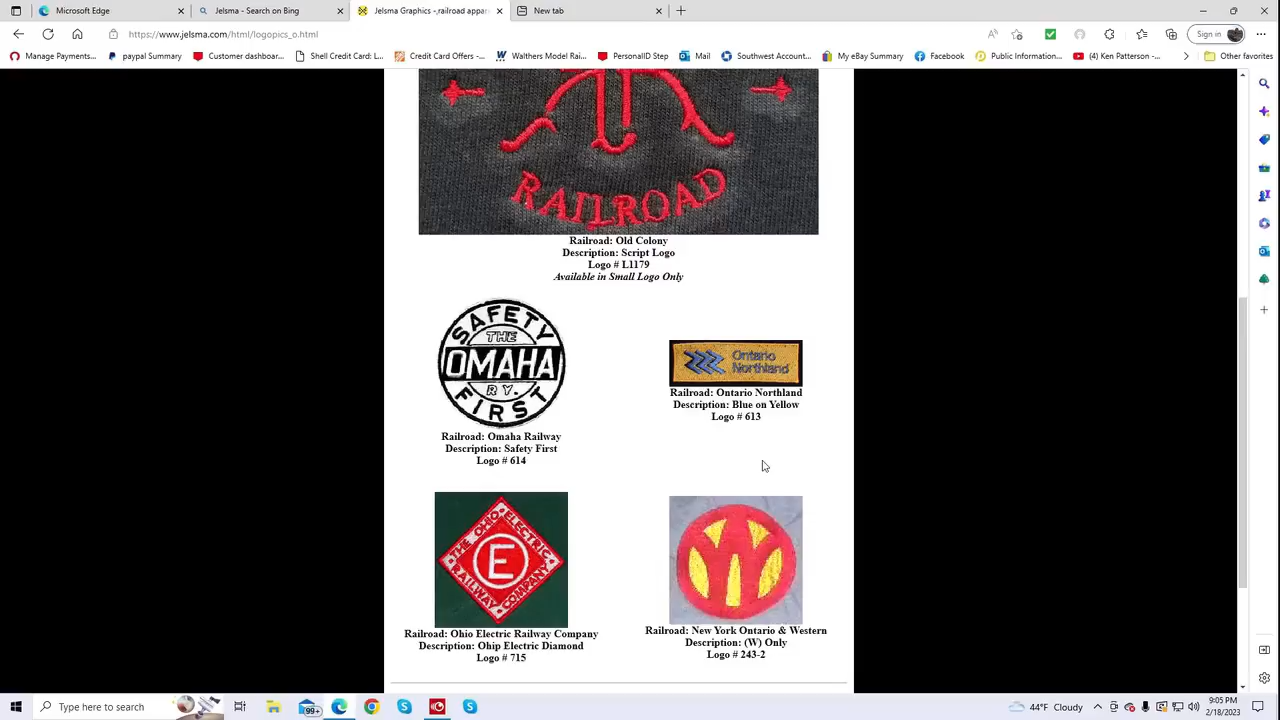 Microsoft Edge
Jelsma - Search on Bing
Jelsma Graphics -,railroad appar
New tab
https://www.jelsma.com/html/logopics_o.html
Sign in
Manage Payments...
paypal Summary
Customer dashboard...
Shell Credit Card: L...
Credit Card Offers -...
Walthers Model Rai...
PersonalID Step
Mail
Southwest Account...
My eBay Summary
Facebook
Public Information...
(4) Ken Patterson -...
Other favorites
RAILROAD
Railroad: Old Colony
Description: Script Logo
Logo # L1179
Available in Small Logo Only
SAFETY
THE
OMAHA
RY.
FIRST
Railroad: Omaha Railway
Description: Safety First
Logo # 614
Ontario
Northland
Railroad: Ontario Northland
Description: Blue on Yellow
Logo # 613
THE OHIO ELECTRIC
E
RAILWAY COMPANY
Railroad: Ohio Electric Railway Company
Description: Ohip Electric Diamond
Logo # 715
W
Railroad: New York Ontario & Western
Description: (W) Only
Logo # 243-2
Type here to search
99+
44°F Cloudy
9:05 PM
2/18/2023